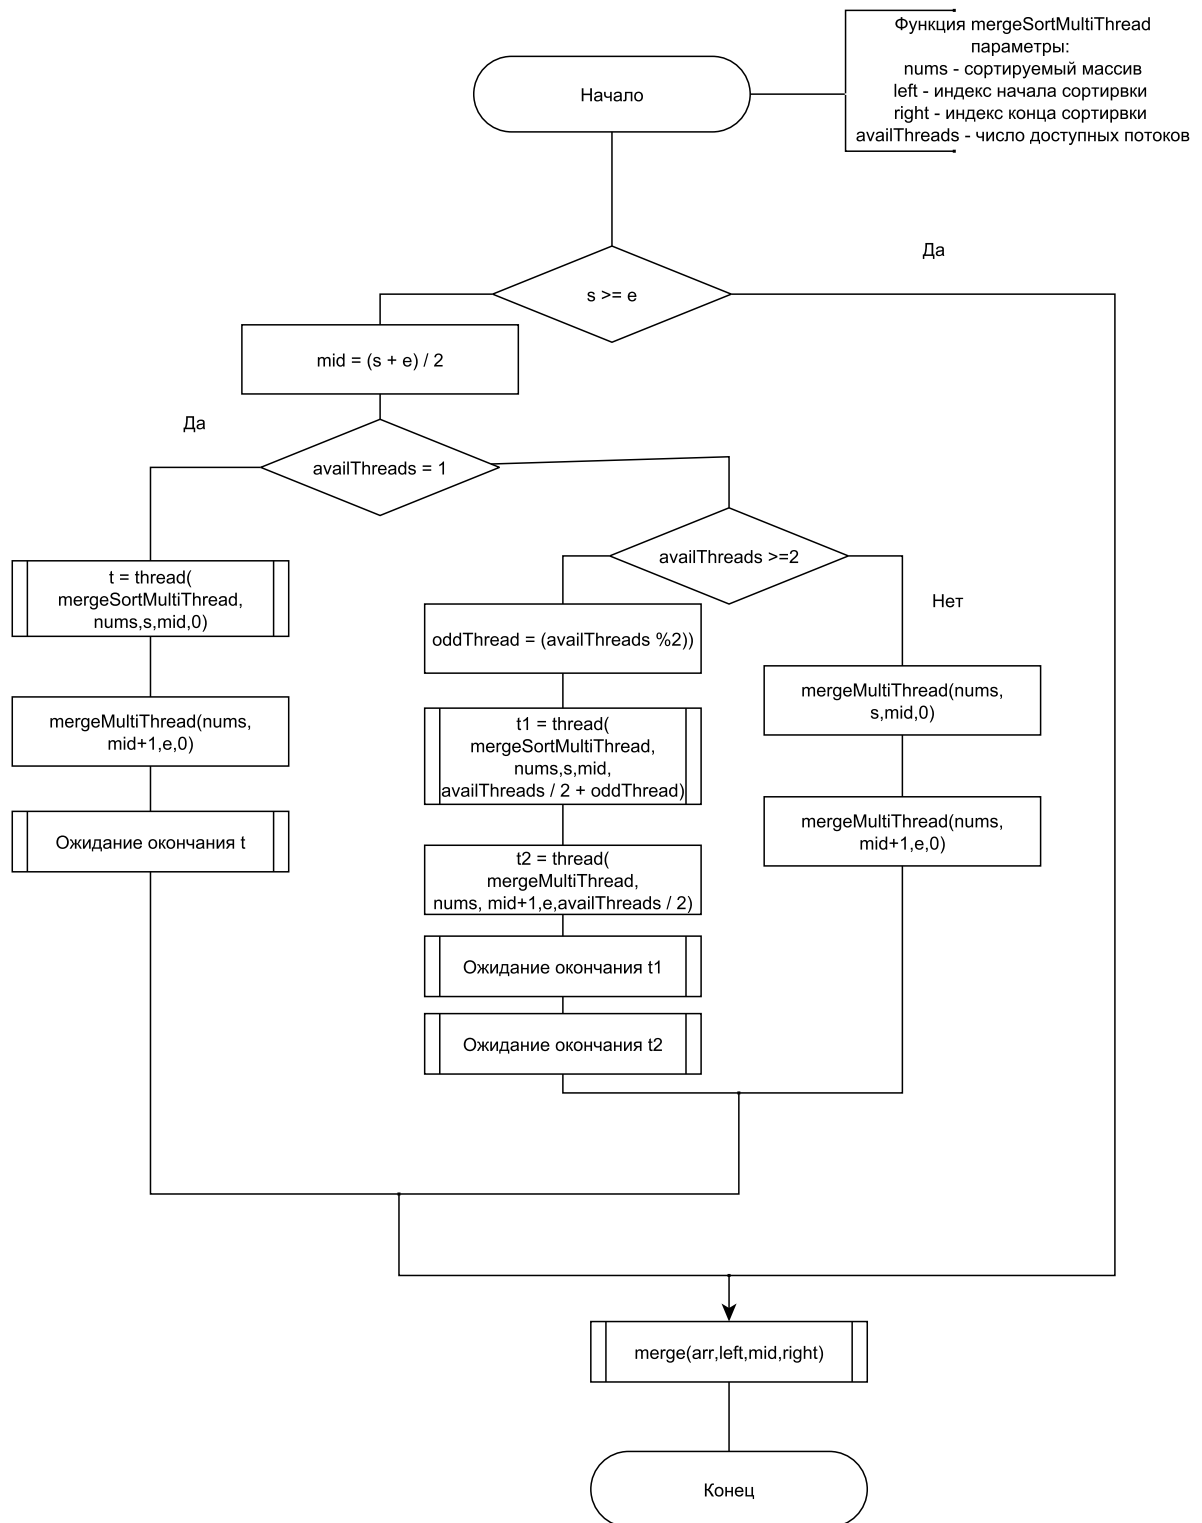 Функция mergeSortMultiThread
параметры:
nums - сортируемый массив
left - индекс начала сортирвки
right - индекс конца сортирвки
availThreads - число доступных потоков
Начало
Да
s >= e
mid = (s + e) / 2
Да
availThreads = 1
availThreads >=2
t = thread(
mergeSortMultiThread,
nums,s,mid,0)
Нет
oddThread = (availThreads %2))
mergeMultiThread(nums,
s,mid,0)
mergeMultiThread(nums,
mid+1,e,0)
t1 = thread(
mergeSortMultiThread,
nums,s,mid,
availThreads / 2 + oddThread)
mergeMultiThread(nums,
mid+1,e,0)
Ожидание окончания t
t2 = thread(
mergeMultiThread,
nums, mid+1,e,availThreads / 2)
Ожидание окончания t1
Ожидание окончания t2
merge(arr,left,mid,right)
Конец